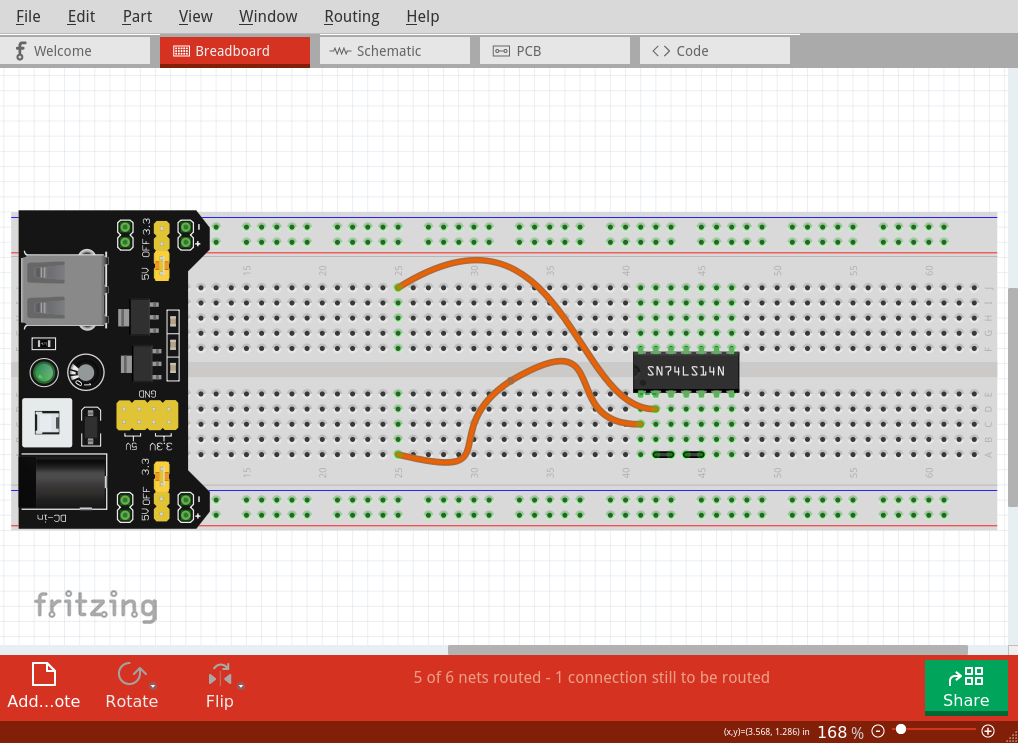 File Edit Part View Window Routing Help
Welcome Breadboard Schematic PCB Code
3.3
OFF
5V
-
+
15 20 25 30 35 40 45 50 55 60
J
I
H
G
F
SN74LS14N
1
0
GND
5V 3.3V
E
D
C
B
A
15 20 25 30 35 40 45 50 55 60
3.3
OFF
5V
-
+
DC-in
fritzing
Add...ote Rotate Flip
5 of 6 nets routed - 1 connection still to be routed
Share
(x,y)=(3.568, 1.286) in 168 %